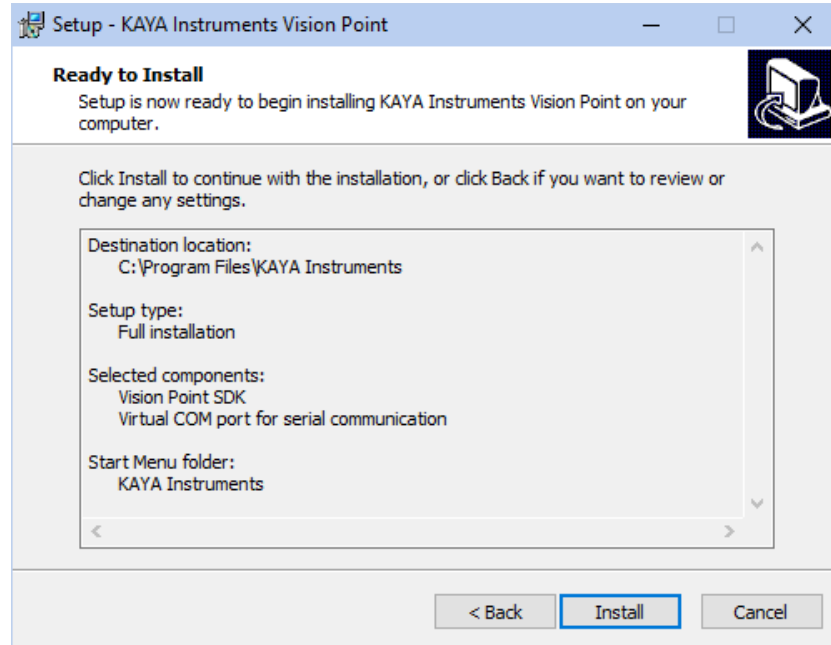 Setup - KAYA Instruments Vision Point
Ready to Install
Setup is now ready to begin installing KAYA Instruments Vision Point on your
computer.
Click Install to continue with the installation, or click Back if you want to review or
change any settings.
Destination location:
C:\Program Files\KAYA Instruments
Setup type:
Full installation
Selected components:
Vision Point SDK
Virtual COM port for serial communication
Start Menu folder:
KAYA Instruments
< Back Install Cancel